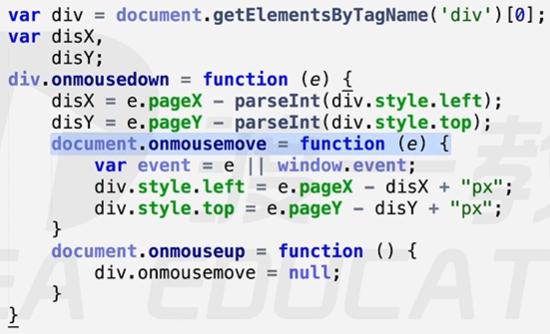 var div = document.getElementsByTagName('div')[0];
var disX,
    disY;
div.onmousedown = function (e) {
    disX = e.pageX - parseInt(div.style.left);
    disY = e.pageY - parseInt(div.style.top);
    document.onmousemove = function (e) {
        var event = e || window.event;
        div.style.left = e.pageX - disX + "px";
        div.style.top = e.pageY - disY + "px";
    }
    document.onmouseup = function () {
        div.onmousemove = null;
    }
}